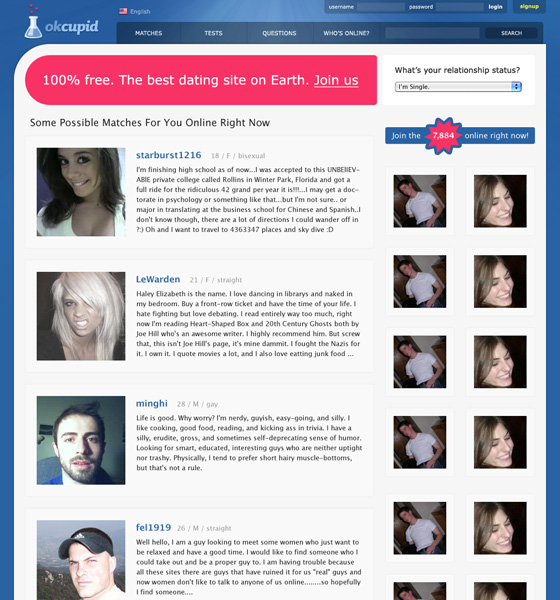 English
username
password
login
signup
okcupid
MATCHES
TESTS
QUESTIONS
WHO'S ONLINE?
SEARCH
100% free. The best dating site on Earth. Join us
What's your relationship status?
I'm Single.
Join the 7,884 online right now!
Some Possible Matches For You Online Right Now
starburst1216 18 / F / bisexual
I'm finishing high school as of now...I was accepted to this UNBEIIEV-
ABIE private college called Rollins in Winter Park, Florida and got a
full ride for the ridiculous 42 grand per year it is!!!...I may get a doc-
torate in psychology or something like that...but I'm not sure.. or
major in translating at the business school for Chinese and Spanish..I
don't know though, there are a lot of directions I could wander off in
?:) Oh and I want to travel to 4363347 places and sky dive :D
LeWarden 21 / F / straight
Haley Elizabeth is the name. I love dancing in librarys and naked in
my bedroom. Buy a front-row ticket and have the time of your life. I
hate fighting but love debating. I read entirely way too much, right
now I'm reading Heart-Shaped Box and 20th Century Ghosts both by
Joe Hill who's an awesome writer. I highly recommend him. But screw
that, this isn't Joe Hill's page, it's mine dammit. I fought the Nazis for
it. I own it. I quote movies a lot, and I also love eatting junk food ...
minghi 28 / M / gay
Life is good. Why worry? I'm nerdy, guyish, easy-going, and silly. I
like cooking, good food, reading, and kicking ass in trivia. I have a
silly, erudite, gross, and sometimes self-deprecating sense of humor.
Looking for smart, educated, interesting guys who are neither uptight
nor trashy. Physically, I tend to prefer short hairy muscle-bottoms,
but that's not a rule.
fel1919 26 / M / straight
Well hello, I am a guy looking to meet some women who just want to
be relaxed and have a good time. I would like to find someone who I
could take out and be a proper guy to. I am having trouble because
all these sites there are guys that have ruined it for us "real" guys and
now women don't like to talk to anyone of us online........so hopefully
I find someone....